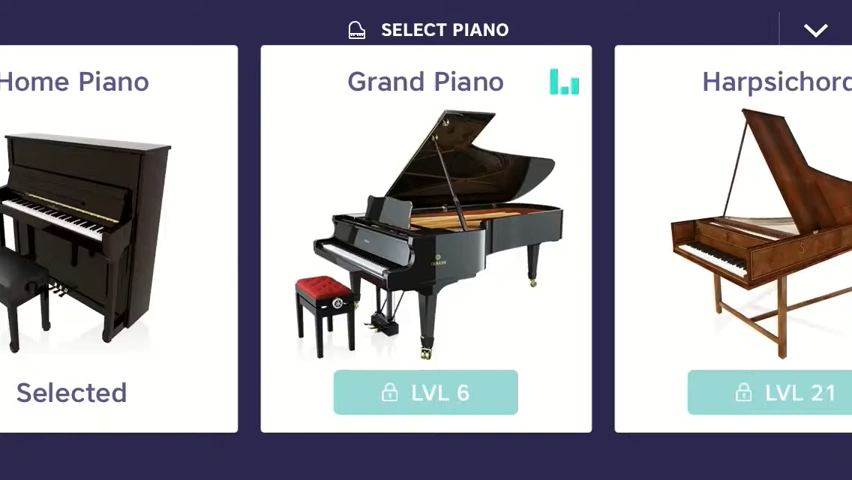 SELECT PIANO
Home Piano
Grand Piano
Harpsichord
Selected
LVL 6
LVL 21